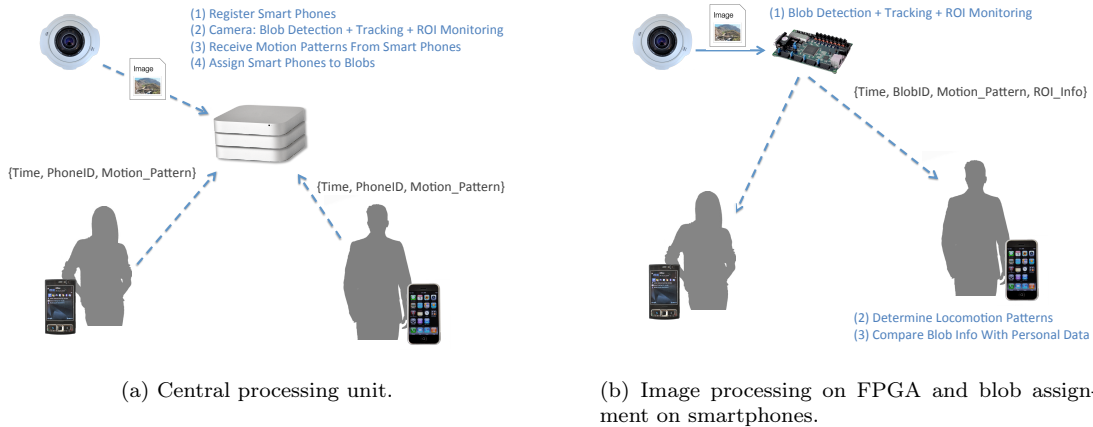 (1) Register Smart Phones
(2) Camera: Blob Detection + Tracking + ROI Monitoring
(3) Receive Motion Patterns From Smart Phones
(4) Assign Smart Phones to Blobs
Image
{Time, PhoneID, Motion_Pattern}
{Time, PhoneID, Motion_Pattern}
(a) Central processing unit.
(1) Blob Detection + Tracking + ROI Monitoring
Image
{Time, BlobID, Motion_Pattern, ROI_Info}
(2) Determine Locomotion Patterns
(3) Compare Blob Info With Personal Data
(b) Image processing on FPGA and blob assign-
ment on smartphones.